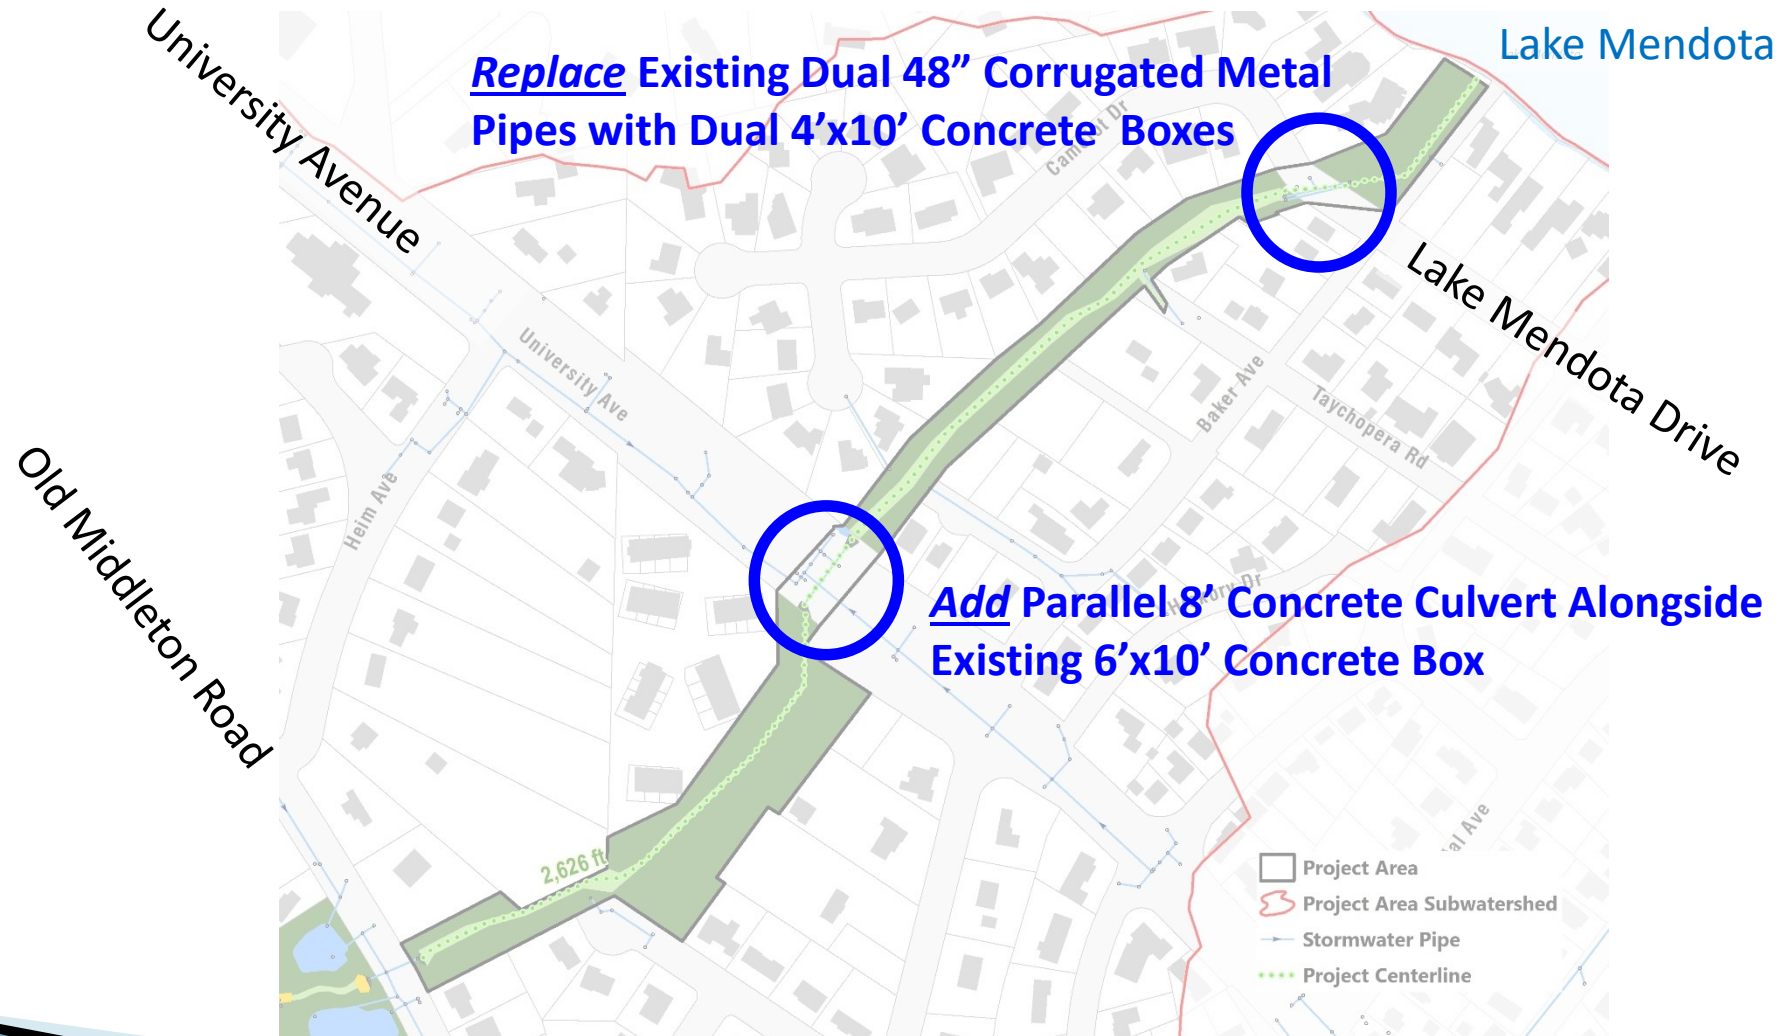 University Avenue
Lake Mendota
Replace Existing Dual 48” Corrugated Metal
Pipes with Dual 4’x10’ Concrete Boxes
Lake Mendota Drive
University Ave
Baker Ave
Taychopera Rd
Old Middleton Road
Heim Ave
Add Parallel 8’ Concrete Culvert Alongside
Existing 6’x10’ Concrete Box
2,626 ft
Project Area
Project Area Subwatershed
Stormwater Pipe
Project Centerline